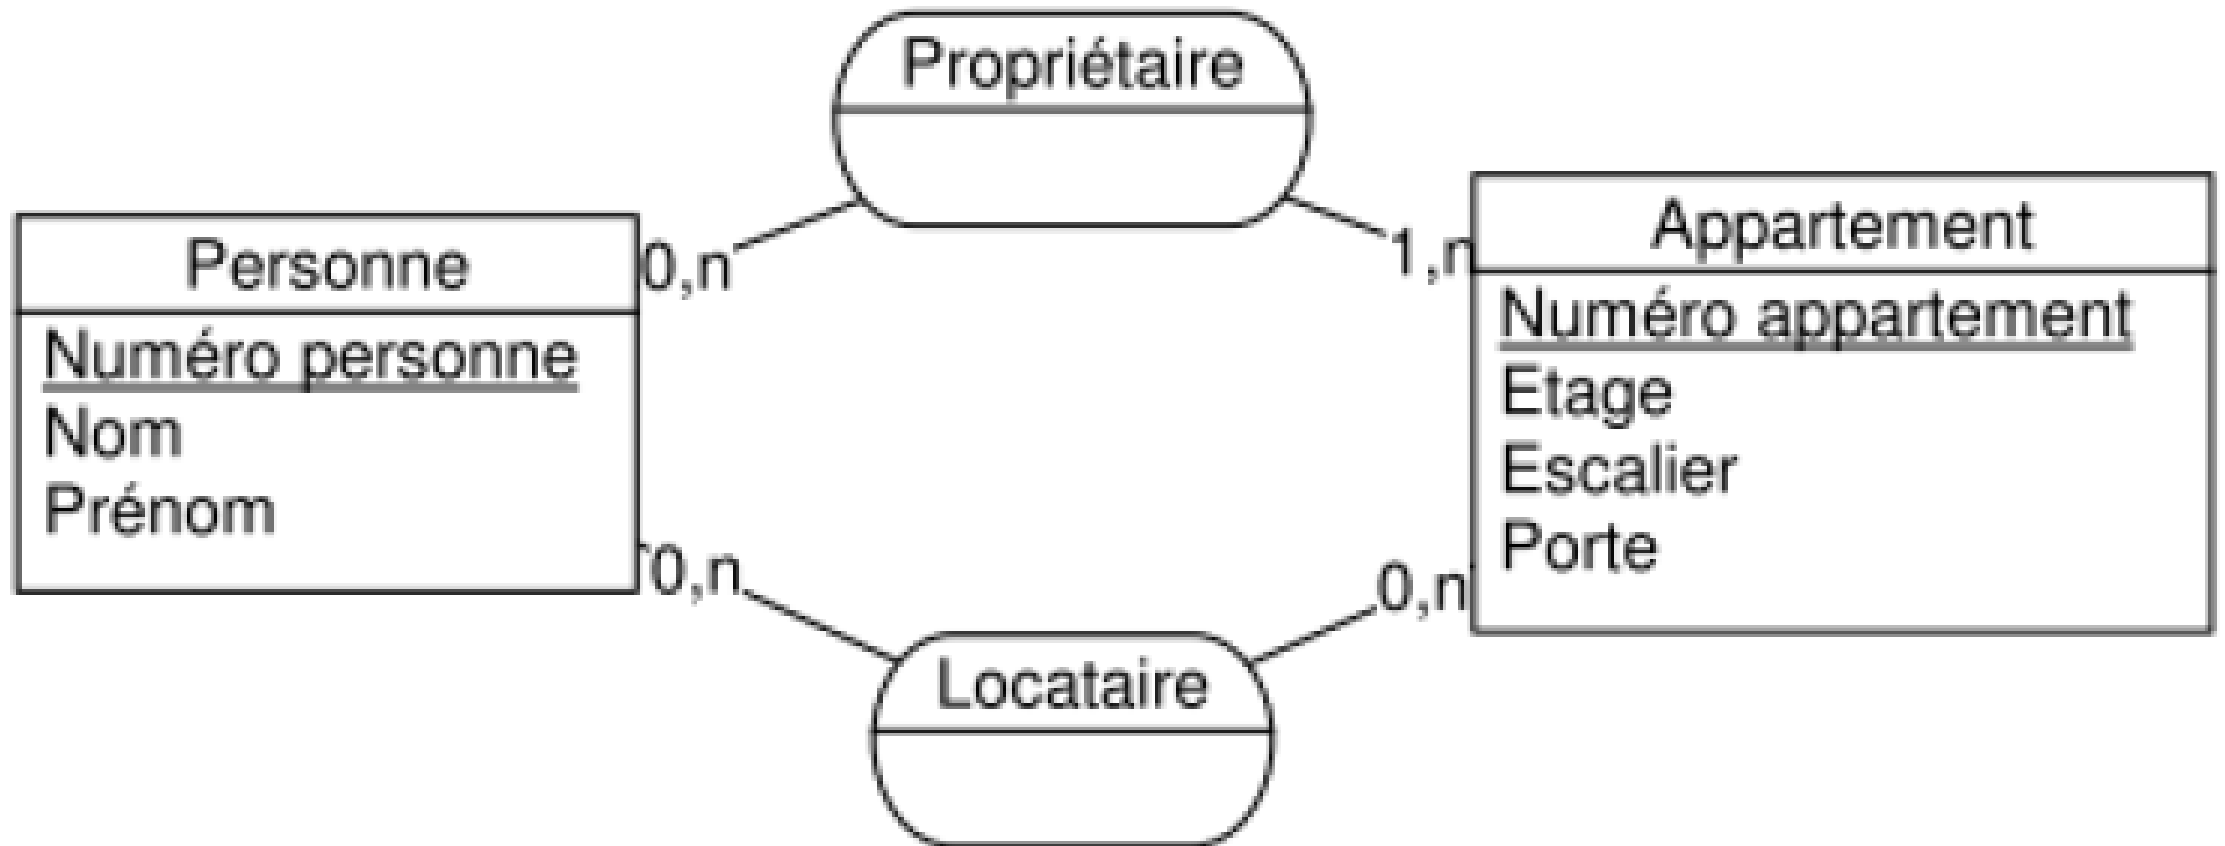 Propriétaire
Personne
0,n
1,n
Appartement
Numéro personne
Nom
Prénom
Numéro appartement
Etage
Escalier
Porte
0,n
0,n
Locataire